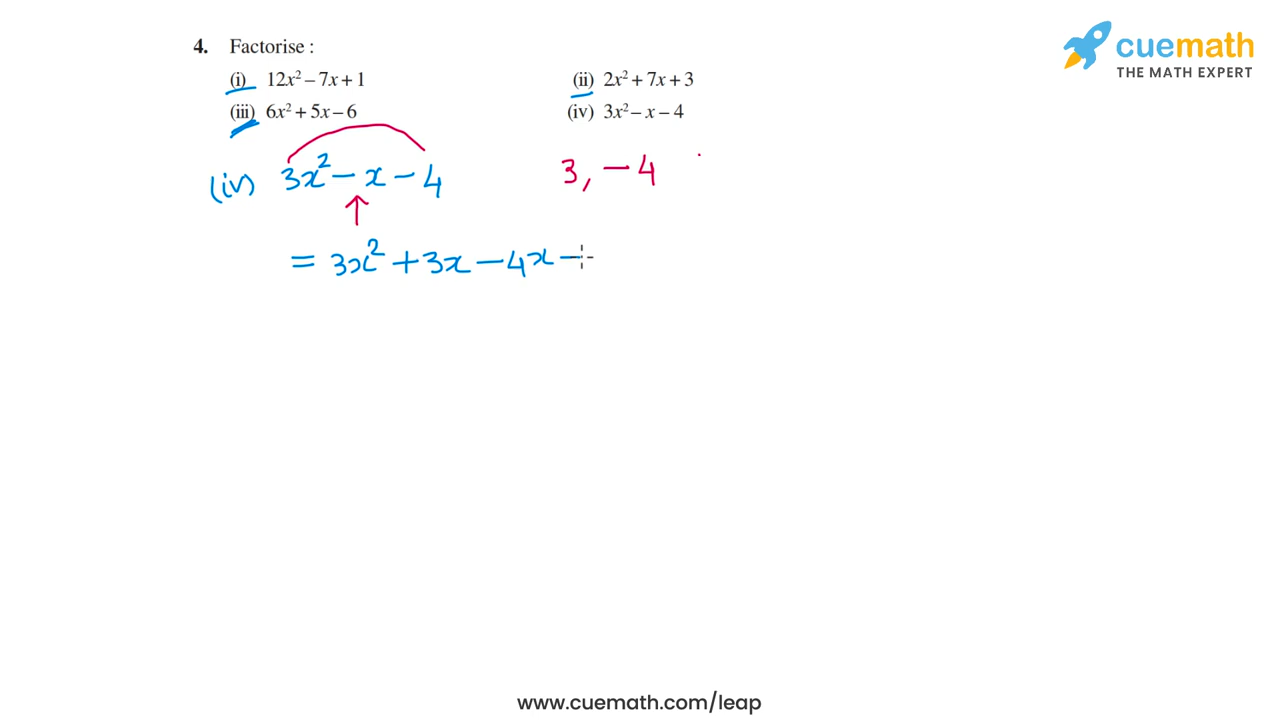 cuemath
THE MATH EXPERT
4. Factorise :
(i) 12x² – 7x + 1 (ii) 2x² + 7x + 3
(iii) 6x² + 5x – 6 (iv) 3x² – x – 4
(iv) 3x² – x – 4 3, – 4
= 3x² + 3x – 4x –
www.cuemath.com/leap